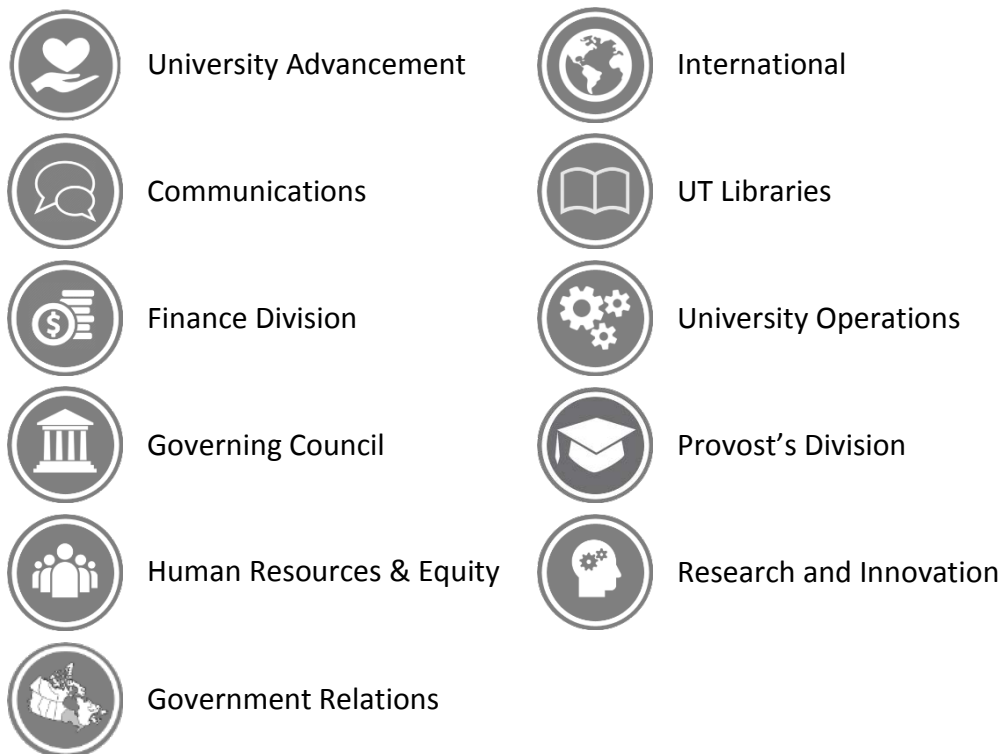 University Advancement
Communications
Finance Division
Governing Council
Human Resources & Equity
Government Relations
International
UT Libraries
University Operations
Provost’s Division
Research and Innovation